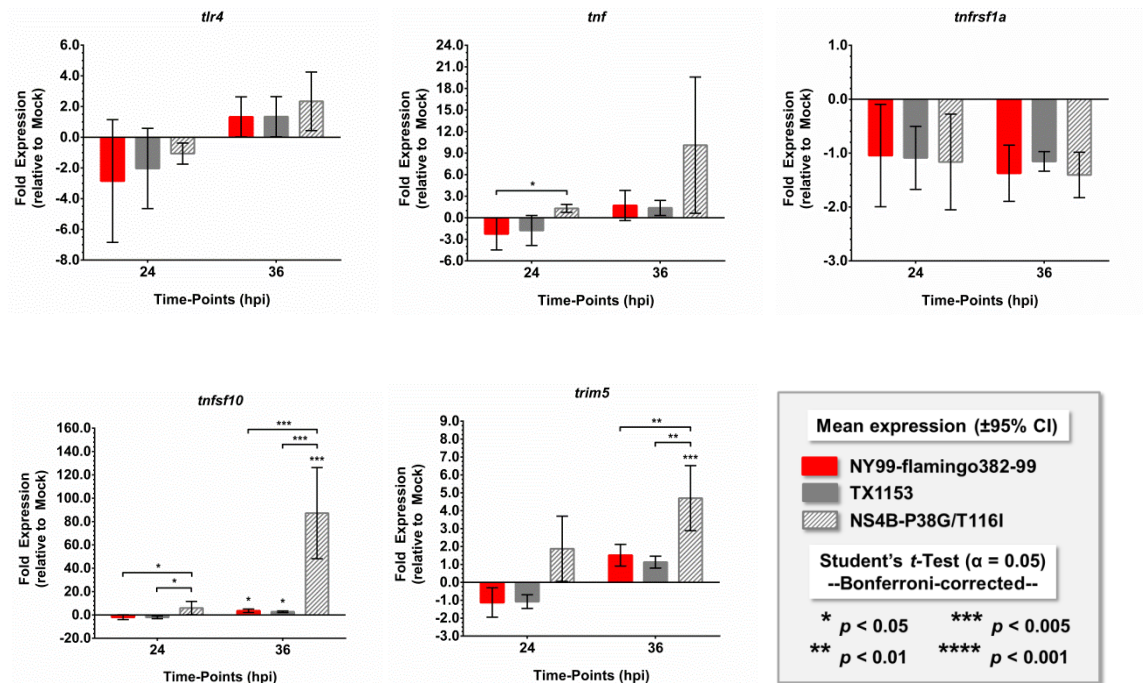 tlr4
Fold Expression
(relative to Mock)
6.0
4.0
2.0
0.0
-2.0
-4.0
-6.0
-8.0
24
36
Time-Points (hpi)
tnf
Fold Expression
(relative to Mock)
24.0
21.0
18.0
15.0
12.0
9.0
6.0
3.0
0.0
-3.0
-6.0
*
24
36
Time-Points (hpi)
tnfrsf1a
Fold Expression
(relative to Mock)
1.0
0.0
-1.0
-2.0
-3.0
24
36
Time-Points (hpi)
tnfsf10
Fold Expression
(relative to Mock)
160.0
140.0
120.0
100.0
80.0
60.0
40.0
20.0
0.0
-20.0
***
***
***
*
*
*
*
24
36
Time-Points (hpi)
trim5
Fold Expression
(relative to Mock)
9.0
8.0
7.0
6.0
5.0
4.0
3.0
2.0
1.0
0.0
-1.0
-2.0
-3.0
**
**
***
24
36
Time-Points (hpi)
Mean expression (±95% CI)
NY99-flamingo382-99
TX1153
NS4B-P38G/T116I
Student's t-Test (α = 0.05)
--Bonferroni-corrected--
* p < 0.05 *** p < 0.005
** p < 0.01 **** p < 0.001